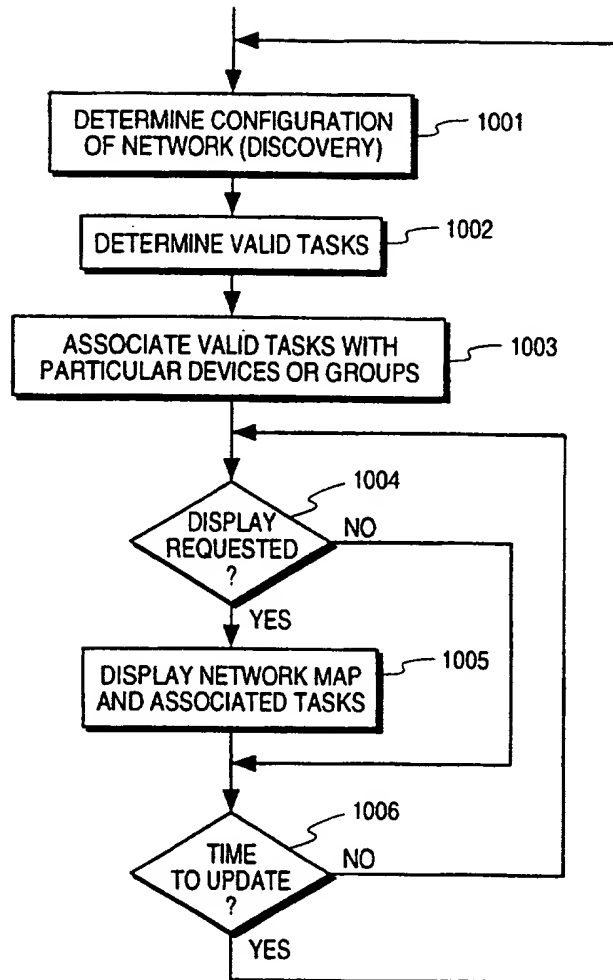 DETERMINE CONFIGURATION
OF NETWORK (DISCOVERY)
1001
DETERMINE VALID TASKS
1002
ASSOCIATE VALID TASKS WITH
PARTICULAR DEVICES OR GROUPS
1003
1004
DISPLAY
REQUESTED
?
NO
YES
DISPLAY NETWORK MAP
AND ASSOCIATED TASKS
1005
1006
TIME
TO UPDATE
?
NO
YES